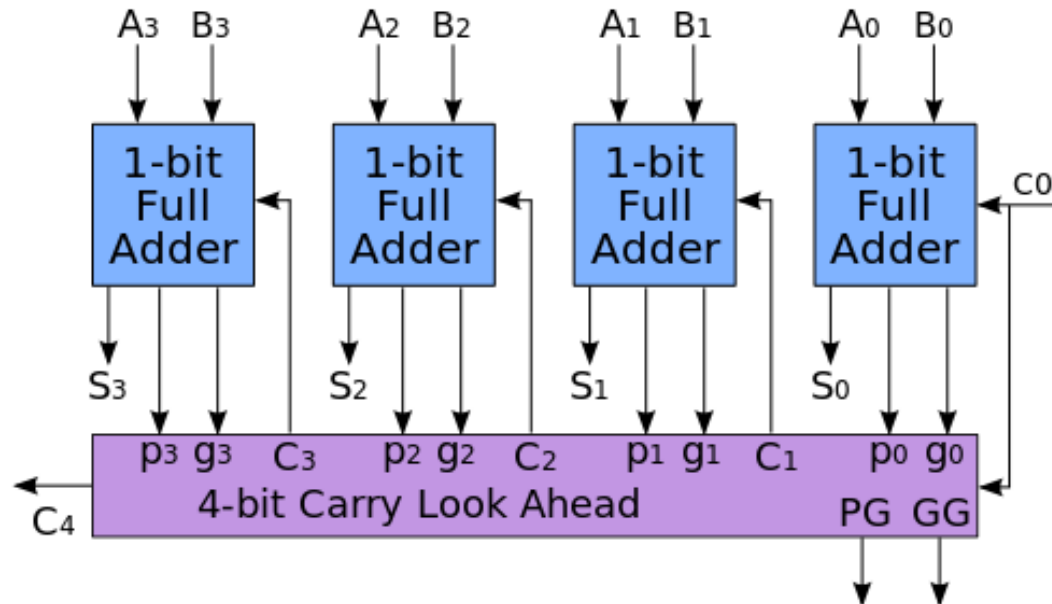 A3 B3 A2 B2 A1 B1 A0 B0
1-bit Full Adder
1-bit Full Adder
1-bit Full Adder
1-bit Full Adder
c0
S3 S2 S1 S0
p3 g3 C3 p2 g2 C2 p1 g1 C1 p0 g0
4-bit Carry Look Ahead
PG GG
C4